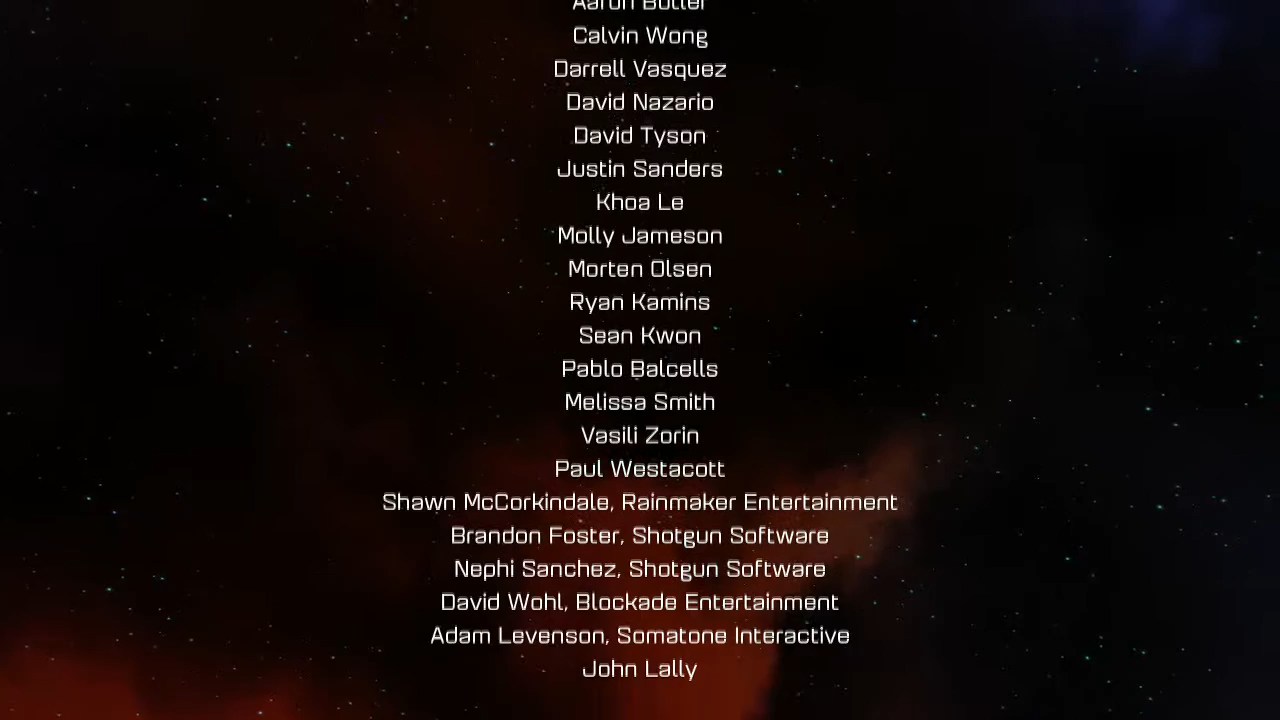 Aaron Butler
Calvin Wong
Darrell Vasquez
David Nazario
David Tyson
Justin Sanders
Khoa Le
Molly Jameson
Morten Olsen
Ryan Kamins
Sean Kwon
Pablo Balcells
Melissa Smith
Vasili Zorin
Paul Westacott
Shawn McCorkindale, Rainmaker Entertainment
Brandon Foster, Shotgun Software
Nephi Sanchez, Shotgun Software
David Wohl, Blockade Entertainment
Adam Levenson, Somatone Interactive
John Lally